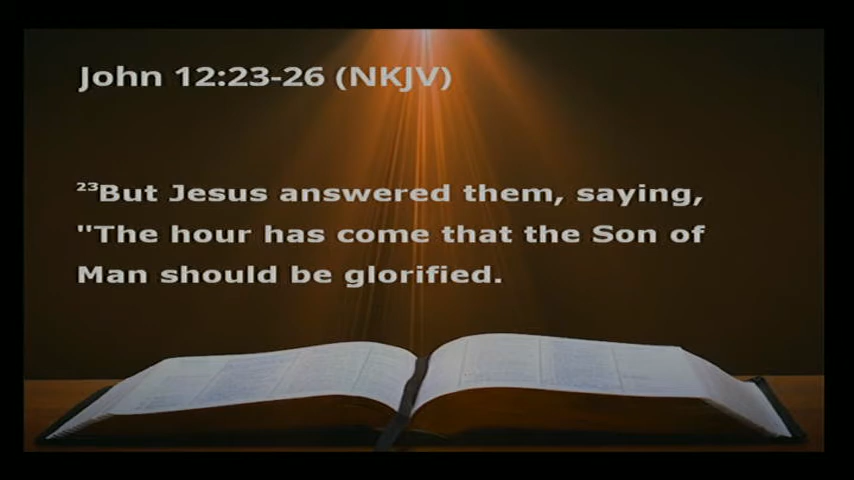 John 12:23-26 (NKJV)
²³But Jesus answered them, saying,
"The hour has come that the Son of
Man should be glorified.